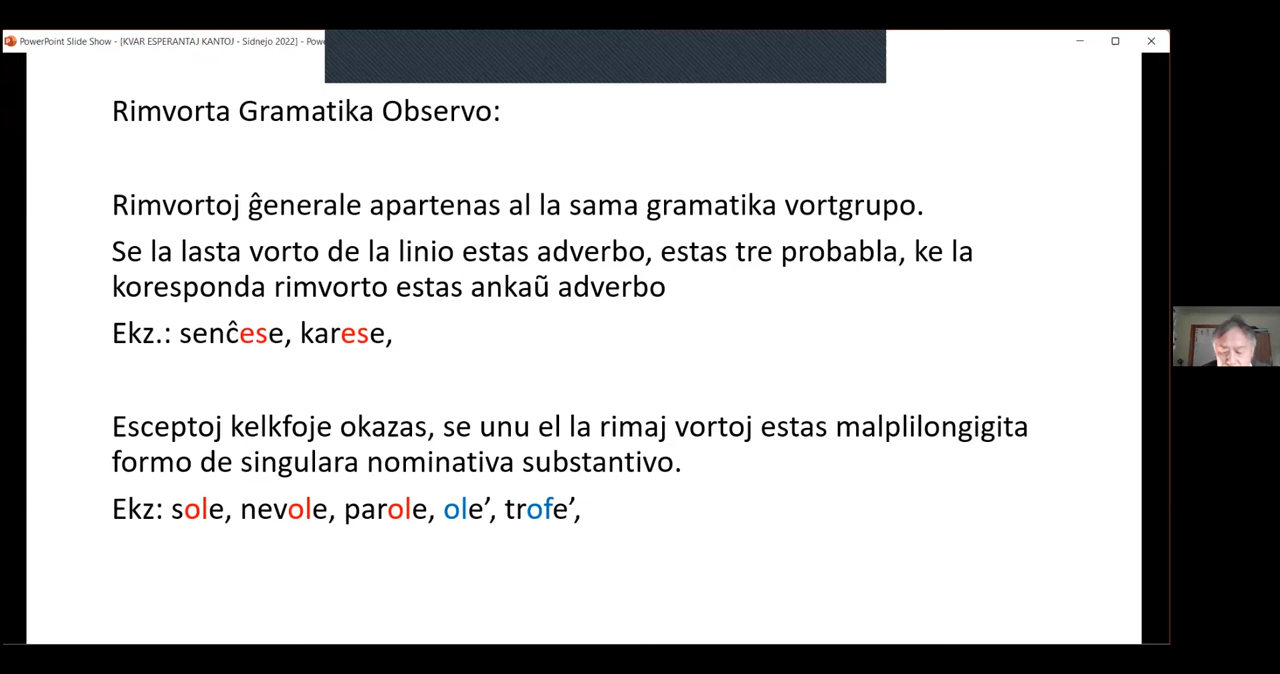 PowerPoint Slide Show - [KVAR ESPERANTAJ KANTOJ - Sidnejo 2022] - Powe
Rimvorta Gramatika Observo:
Rimvortoj ĝenerale apartenas al la sama gramatika vortgrupo.
Se la lasta vorto de la linio estas adverbo, estas tre probabla, ke la
koresponda rimvorto estas ankaũ adverbo
Ekz.: senĉese, karese,
Esceptoj kelkfoje okazas, se unu el la rimaj vortoj estas malplilongigita
formo de singulara nominativa substantivo.
Ekz: sole, nevole, parole, ole’, trofe’,